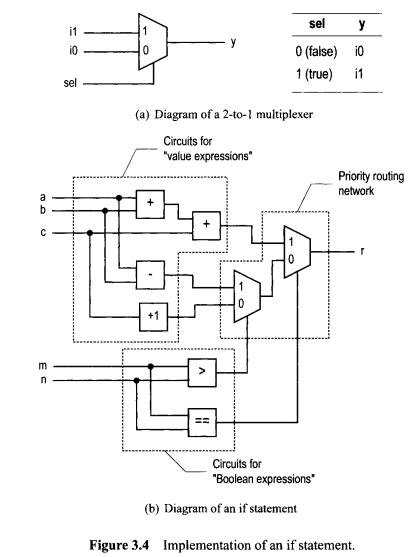 i1
1
i0
0
y
sel
sel y
0 (false) i0
1 (true) i1
(a) Diagram of a 2-to-1 multiplexer
Circuits for
"value expressions"
Priority routing
network
a
b
c
+
+
1
0
r
-
1
0
+1
m
n
>
==
Circuits for
"Boolean expressions"
(b) Diagram of an if statement
Figure 3.4 Implementation of an if statement.